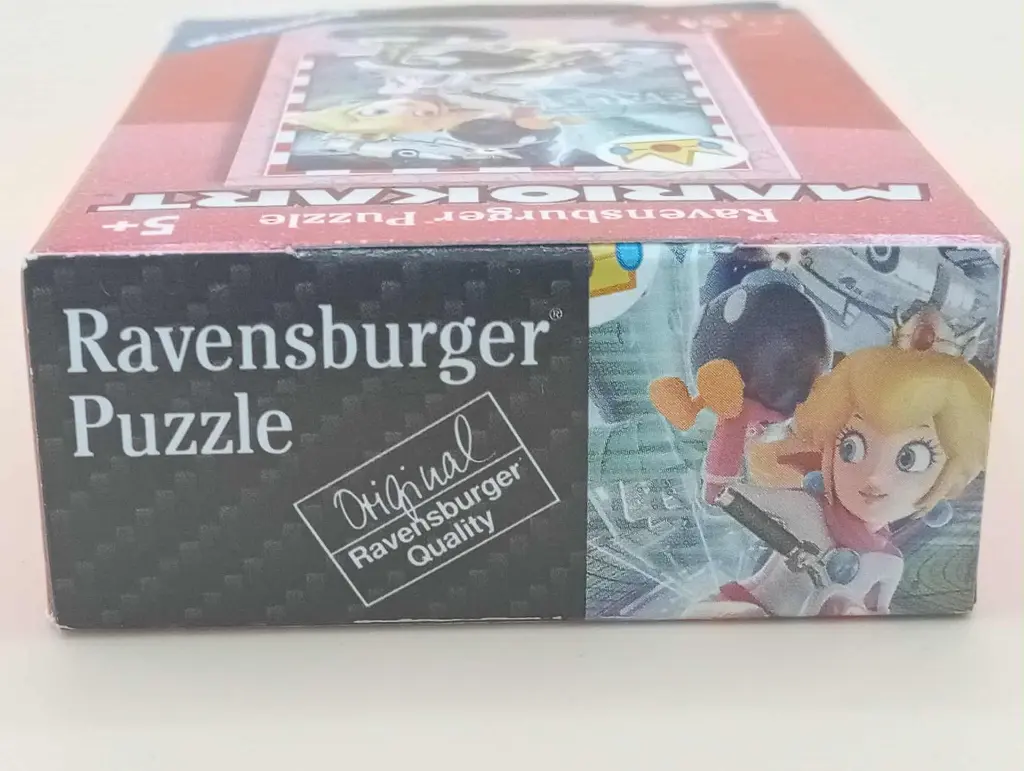 MARIOKART
Ravensburger Puzzle
5+
Ravensburger®
Puzzle
Original
Ravensburger
Quality